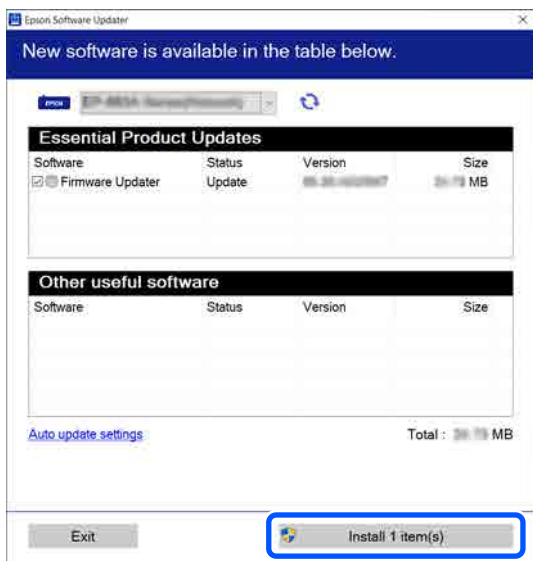 Epson Software Updater
New software is available in the table below.
EPSON
Essential Product Updates
Software Status Version Size
Firmware Updater Update MB
Other useful software
Software Status Version Size
Auto update settings Total : MB
Exit Install 1 item(s)